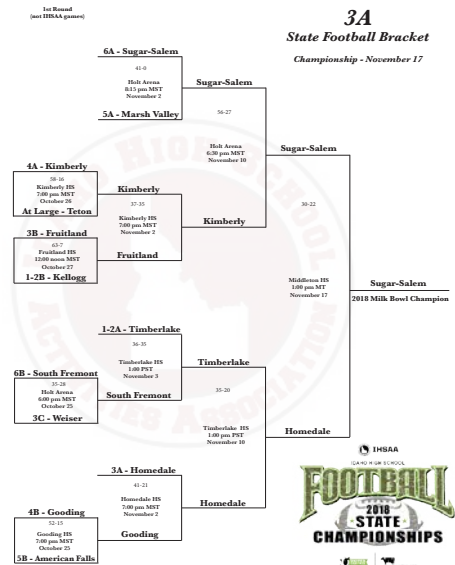 1st Round
(not IHSAA games)
3A
State Football Bracket
Championship - November 17
6A - Sugar-Salem
41-0
Holt Arena
8:15 pm MST
November 2
5A - Marsh Valley
Sugar-Salem
56-27
Holt Arena
6:30 pm MST
November 10
Sugar-Salem
4A - Kimberly
58-16
Kimberly HS
7:00 pm MST
October 26
At Large - Teton
Kimberly
37-35
Kimberly HS
7:00 pm MST
November 2
Kimberly
3B - Fruitland
63-7
Fruitland HS
12:00 noon MST
October 27
1-2B - Kellogg
Fruitland
30-22
Middleton HS
1:00 pm MT
November 17
Sugar-Salem
2018 Milk Bowl Champion
1-2A - Timberlake
36-35
Timberlake HS
1:00 PST
November 3
Timberlake
6B - South Fremont
35-28
Holt Arena
6:00 pm MST
October 25
3C - Weiser
South Fremont
35-20
Timberlake HS
1:00 pm PST
November 10
Homedale
3A - Homedale
41-21
Homedale HS
7:00 pm MST
November 2
Homedale
4B - Gooding
52-15
Gooding HS
7:00 pm MST
October 25
5B - American Falls
Gooding
IHSAA
IDAHO HIGH SCHOOL
FOOTBALL
2018
STATE
CHAMPIONSHIPS
IDAHO HIGH SCHOOL
ACTIVITIES ASSOCIATION